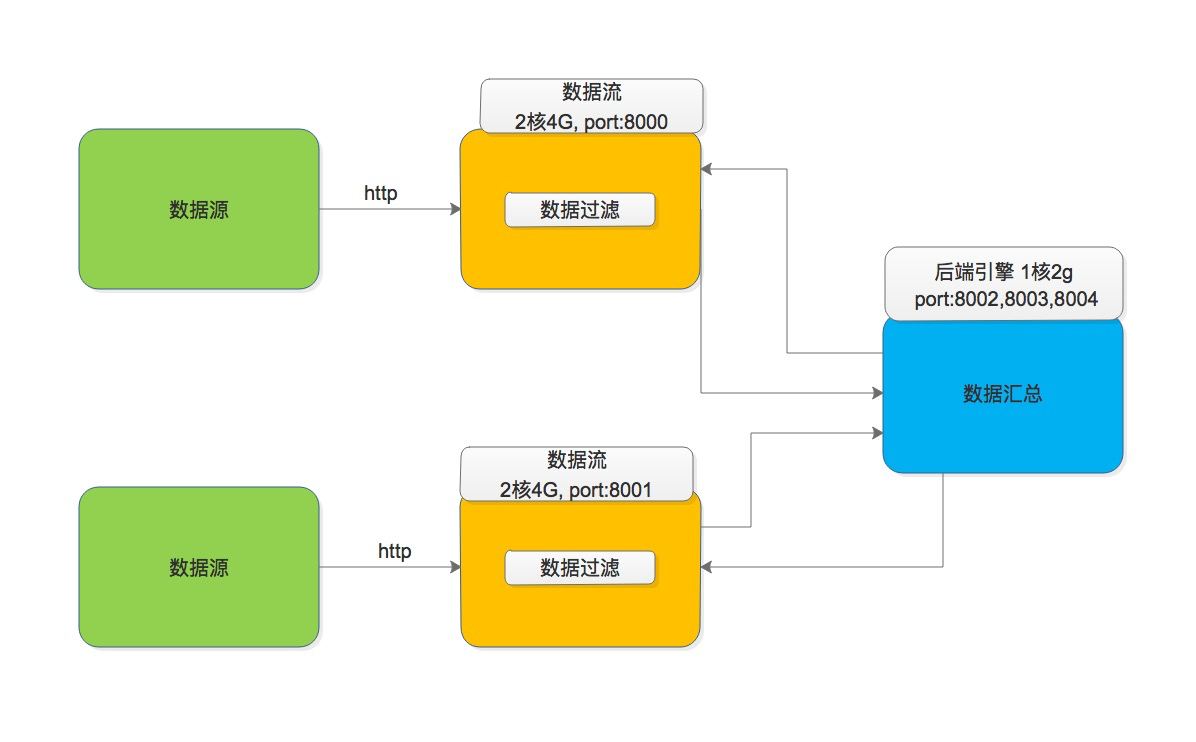 数据流
2核4G, port:8000
数据源
http
数据过滤
后端引擎 1核2g
port:8002,8003,8004
数据汇总
数据流
2核4G, port:8001
数据源
http
数据过滤